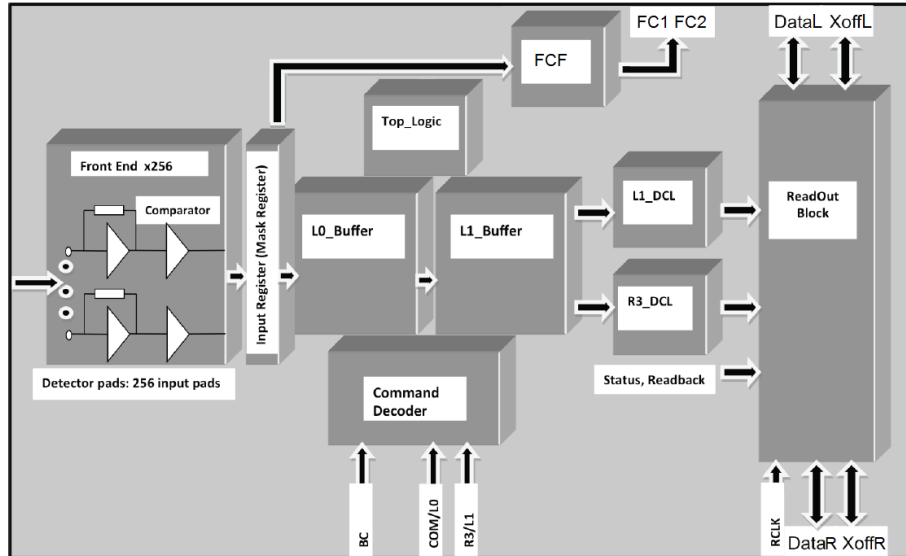 FC1 FC2
DataL XoffL
FCF
Top_Logic
Front End x256
Comparator
Input Register (Mask Register)
L0_Buffer
L1_Buffer
L1_DCL
ReadOut
Block
R3_DCL
Status, Readback
Detector pads: 256 input pads
Command
Decoder
BC
COM/L0
R3/L1
RCLK
DataR XoffR